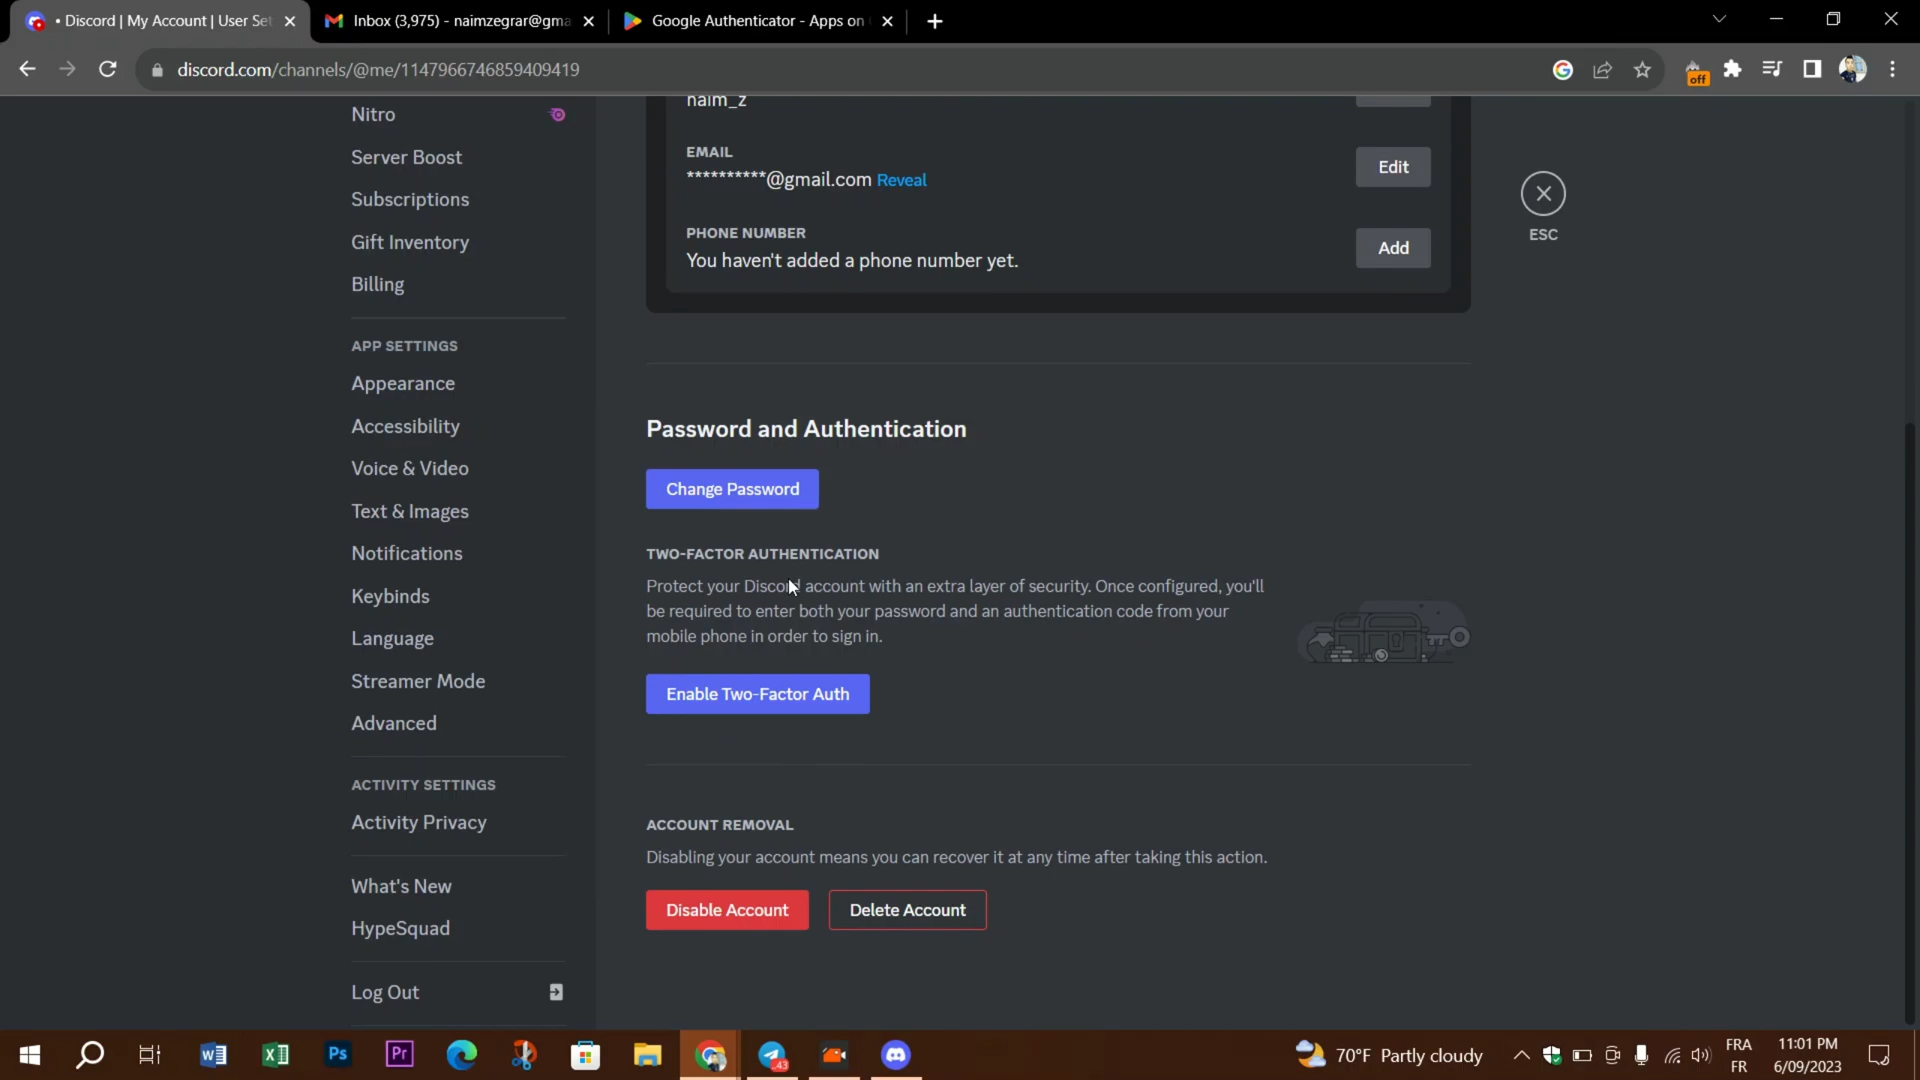 • Discord | My Account | User Set
Inbox (3,975) - naimzegrar@gma
Google Authenticator - Apps on
discord.com/channels/@me/1147966746859409419
off
Nitro
Server Boost
Subscriptions
Gift Inventory
Billing
APP SETTINGS
Appearance
Accessibility
Voice & Video
Text & Images
Notifications
Keybinds
Language
Streamer Mode
Advanced
ACTIVITY SETTINGS
Activity Privacy
What's New
HypeSquad
Log Out
naim_z
EMAIL
**********@gmail.com Reveal
Edit
PHONE NUMBER
You haven't added a phone number yet.
Add
ESC
Password and Authentication
Change Password
TWO-FACTOR AUTHENTICATION
Protect your Discord account with an extra layer of security. Once configured, you'll
be required to enter both your password and an authentication code from your
mobile phone in order to sign in.
Enable Two-Factor Auth
ACCOUNT REMOVAL
Disabling your account means you can recover it at any time after taking this action.
Disable Account
Delete Account
Ps
Pr
43
70°F Partly cloudy
FRA
FR
11:01 PM
6/09/2023